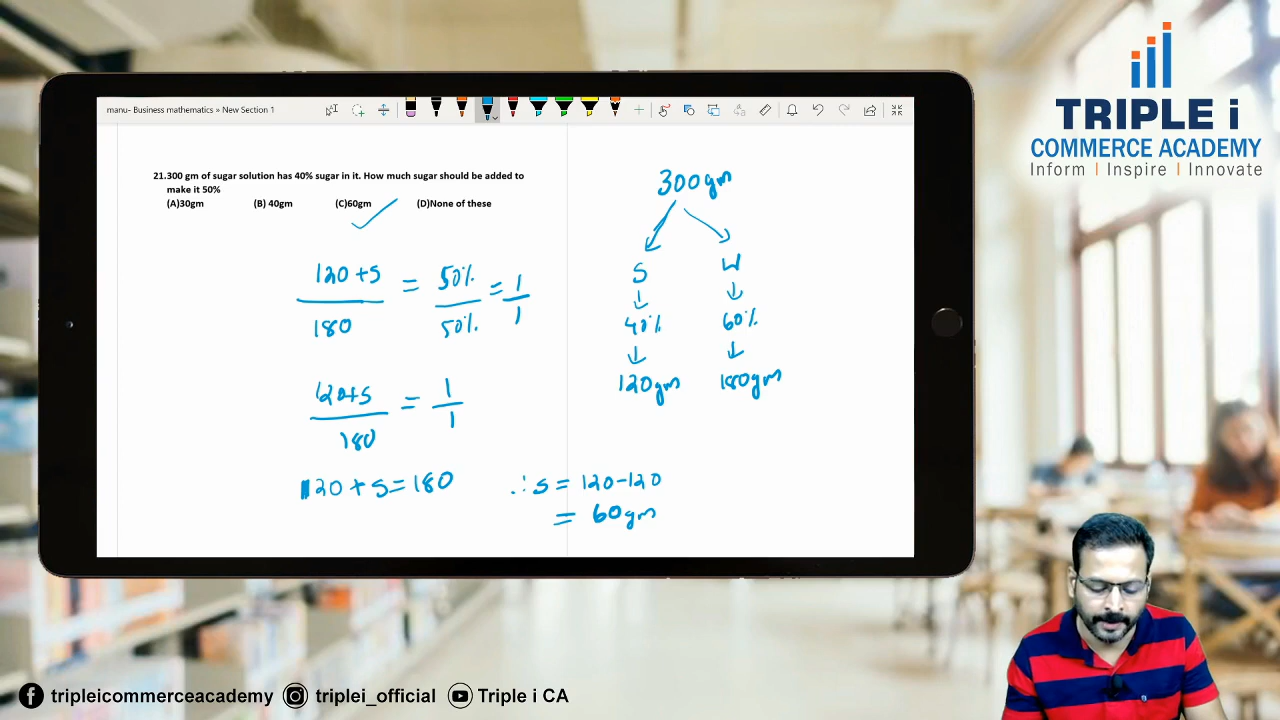 TRIPLE i
COMMERCE ACADEMY
Inform | Inspire | Innovate
manu- Business mathematics » New Section 1
21.300 gm of sugar solution has 40% sugar in it. How much sugar should be added to
make it 50%
(A)30gm (B) 40gm (C)60gm (D)None of these
300gm
S W
40% 60%
120gm 180gm
120+S / 180 = 50% / 50% = 1 / 1
120+S / 180 = 1 / 1
120 + S = 180
∴ S = 120-120
= 60gm
tripleicommerceacademy triplei_official Triple i CA